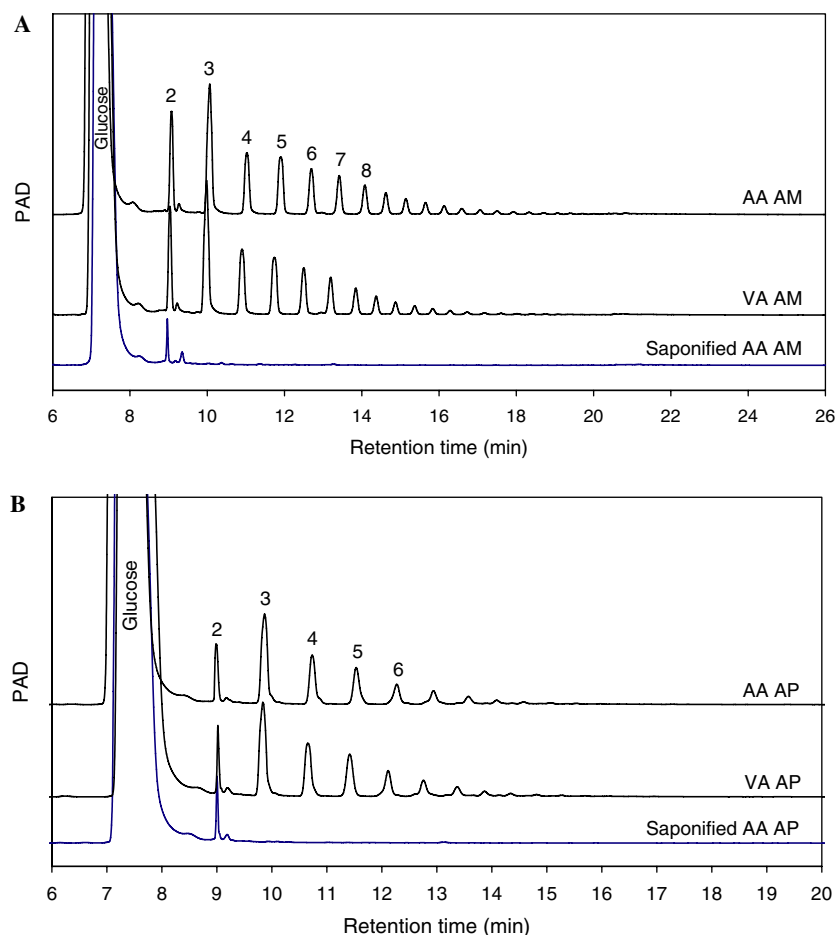 A
Glucose
2
3
4
5
6
7
8
PAD
AA AM
VA AM
Saponified AA AM
6 8 10 12 14 16 18 20 22 24 26
Retention time (min)
B
Glucose
2
3
4
5
6
PAD
AA AP
VA AP
Saponified AA AP
6 7 8 9 10 11 12 13 14 15 16 17 18 19 20
Retention time (min)